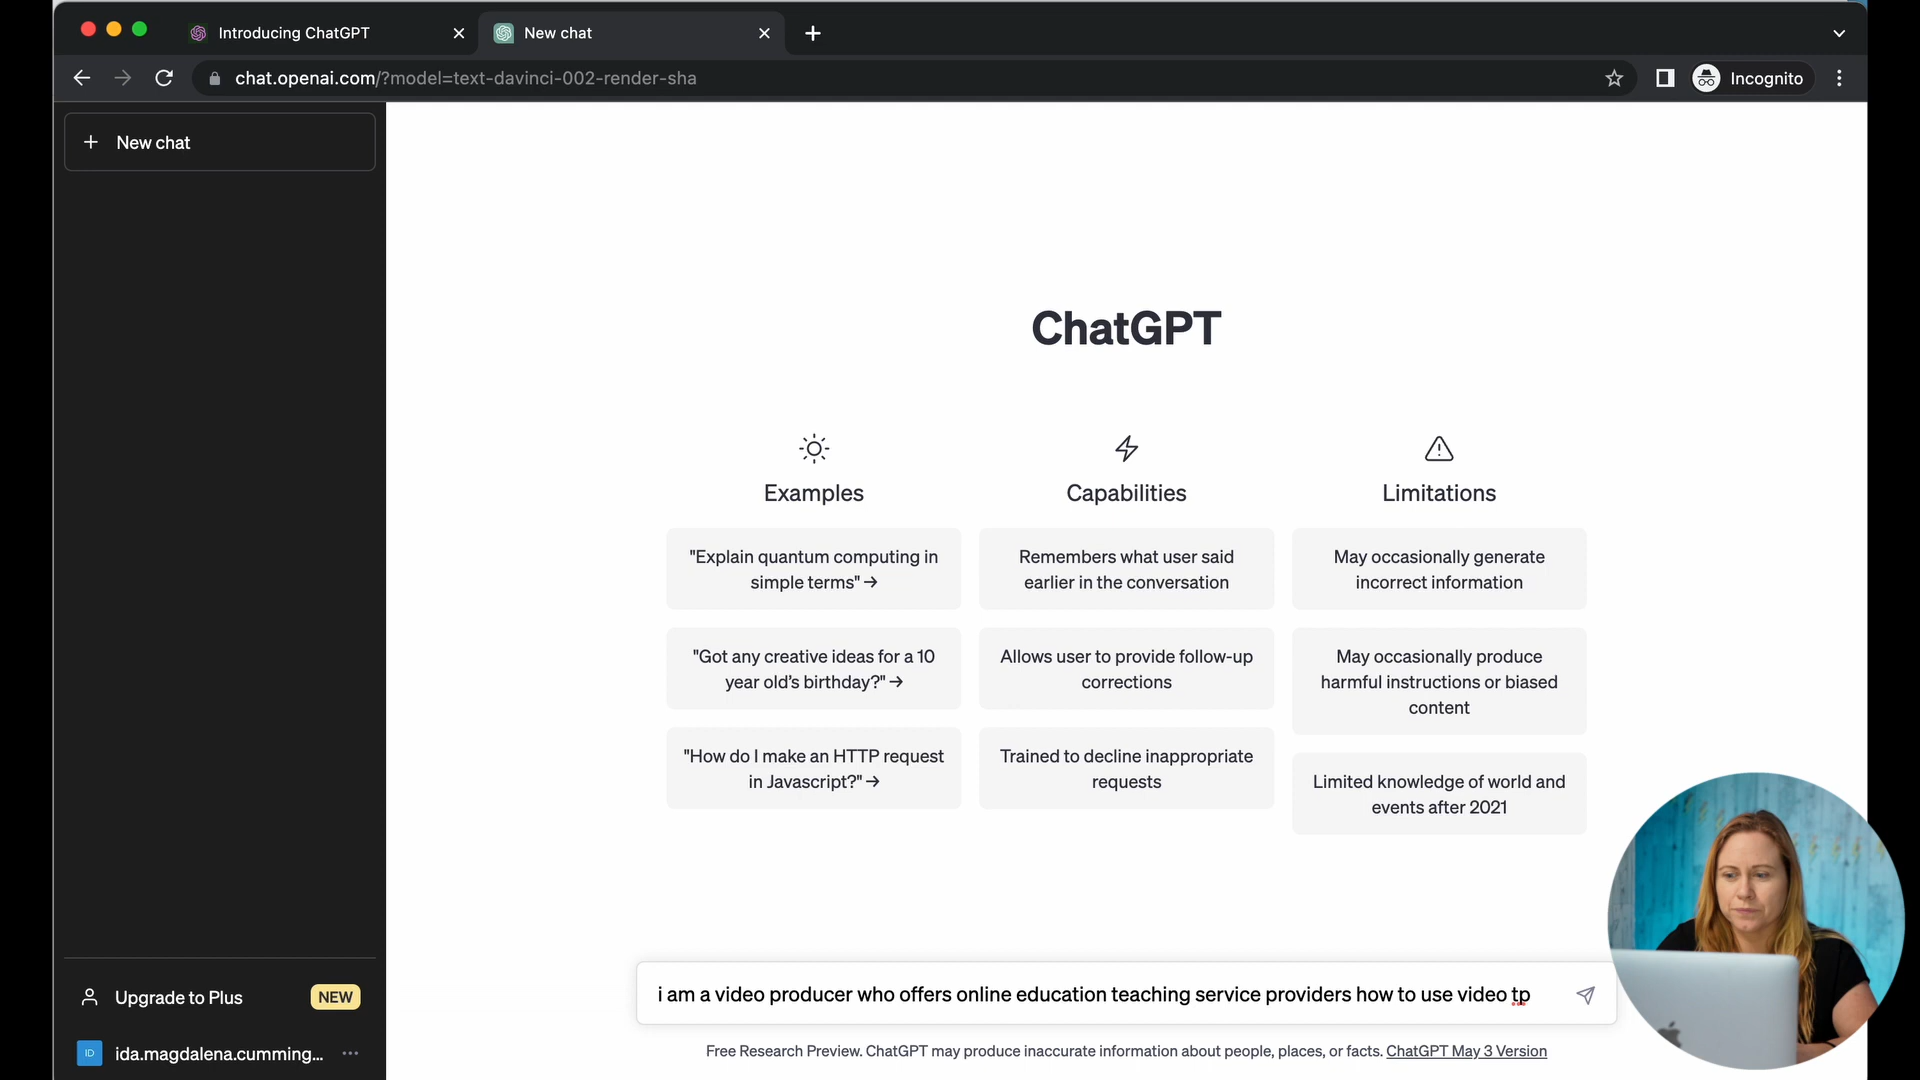 Introducing ChatGPT
New chat
chat.openai.com/?model=text-davinci-002-render-sha
Incognito
New chat
ChatGPT
Examples
Capabilities
Limitations
"Explain quantum computing in
simple terms" →
Remembers what user said
earlier in the conversation
May occasionally generate
incorrect information
"Got any creative ideas for a 10
year old's birthday?" →
Allows user to provide follow-up
corrections
May occasionally produce
harmful instructions or biased
content
"How do I make an HTTP request
in Javascript?" →
Trained to decline inappropriate
requests
Limited knowledge of world and
events after 2021
Upgrade to Plus
NEW
i am a video producer who offers online education teaching service providers how to use video tp
ID
ida.magdalena.cumming...
Free Research Preview. ChatGPT may produce inaccurate information about people, places, or facts. ChatGPT May 3 Version